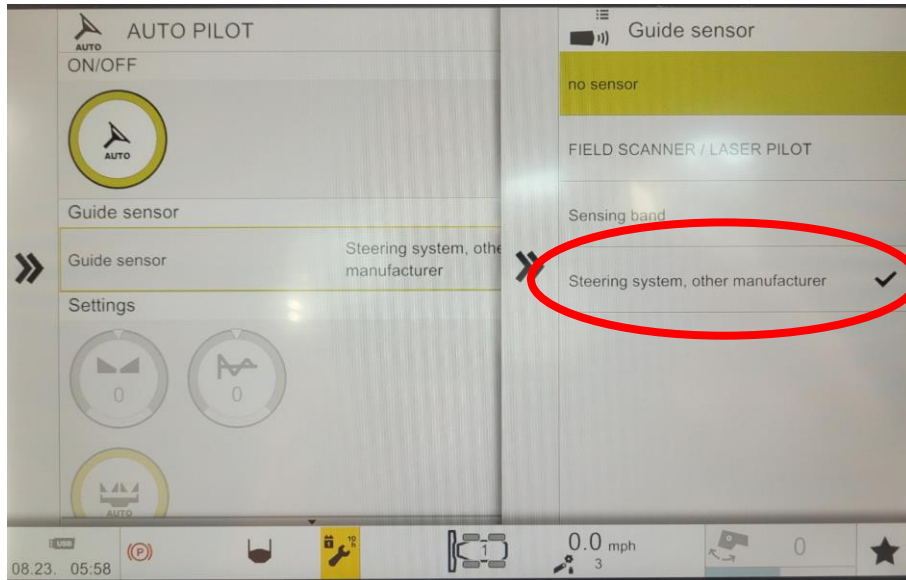 AUTO PILOT
AUTO
ON/OFF
AUTO
Guide sensor
Guide sensor
Steering system, othe
manufacturer
Settings
0
0
AUTO
Guide sensor
no sensor
FIELD SCANNER / LASER PILOT
Sensing band
Steering system, other manufacturer
USB
08.23. 05:58
(P)
10
h
1
0.0 mph
3
0